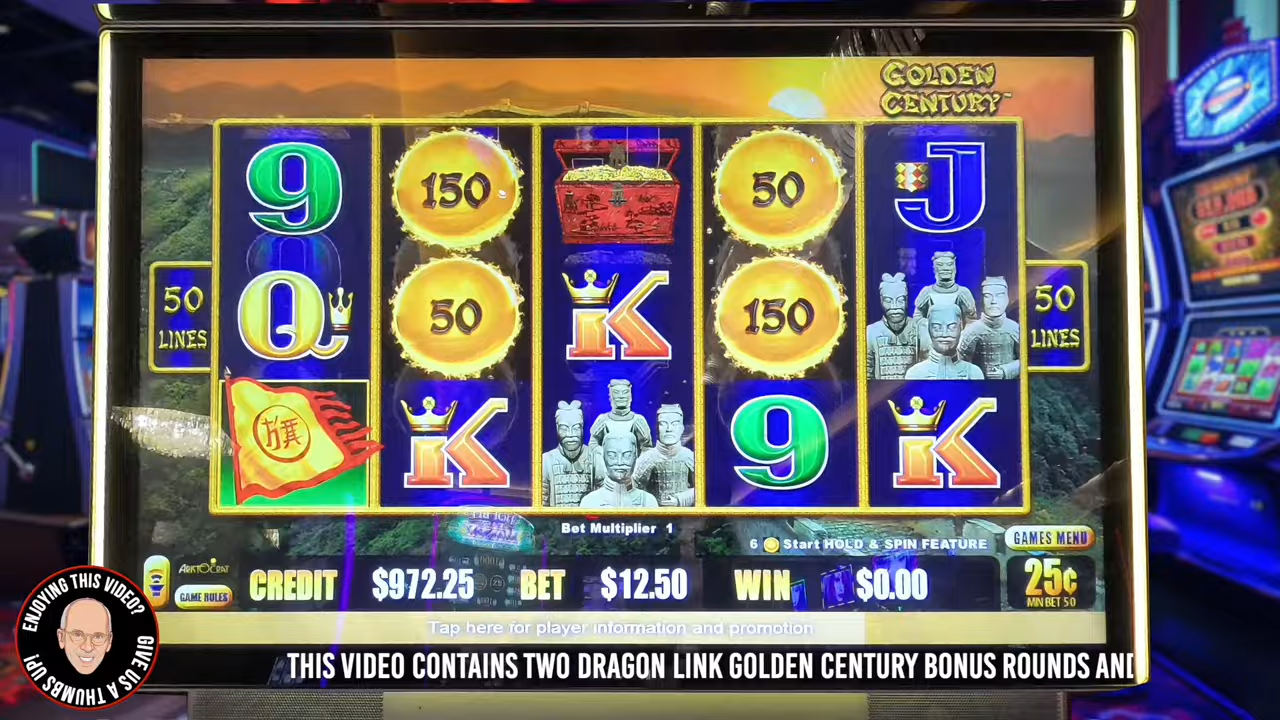 GOLDEN
CENTURY™
9
150
50
J
50
LINES
Q
50
K
150
50
LINES
旗
K
9
K
Bet Multiplier 1
6 Start HOLD & SPIN FEATURE
GAMES MENU
ARISTOCRAT
GAME RULES
CREDIT $972.25 BET $12.50 WIN $0.00
25¢
MIN BET 50
Tap here for player information and promotion
ENJOYING THIS VIDEO?
GIVE US A THUMBS UP!
THIS VIDEO CONTAINS TWO DRAGON LINK GOLDEN CENTURY BONUS ROUNDS AND